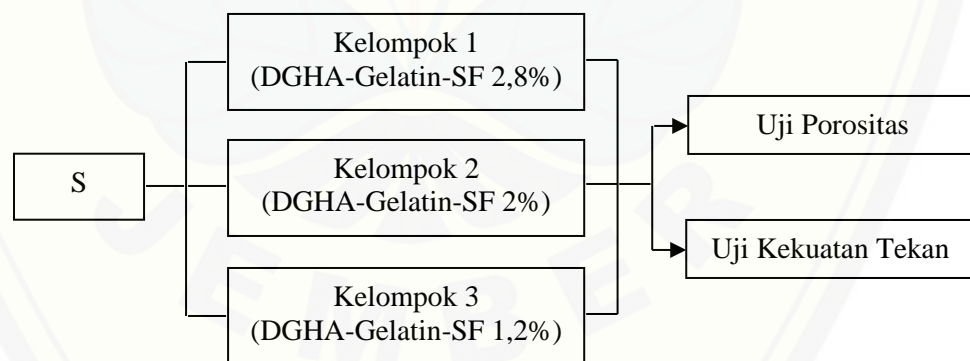 S
Kelompok 1
(DGHA-Gelatin-SF 2,8%)
Kelompok 2
(DGHA-Gelatin-SF 2%)
Kelompok 3
(DGHA-Gelatin-SF 1,2%)
Uji Porositas
Uji Kekuatan Tekan
JEMBER